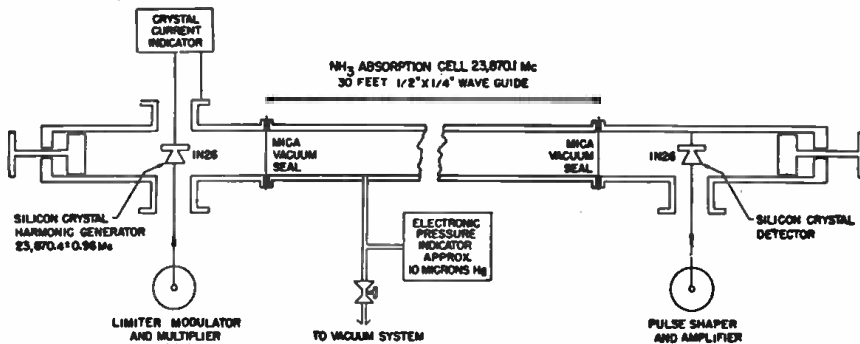 CRYSTAL
CURRENT
INDICATOR
NH3 ABSORPTION CELL 23,870.1 Mc
30 FEET 1/2" X 1/4" WAVE GUIDE
1N26
MICA
VACUUM
SEAL
MICA
VACUUM
SEAL
1N26
SILICON CRYSTAL
HARMONIC GENERATOR
23,870.4±0.96 Mc
ELECTRONIC
PRESSURE
INDICATOR
APPROX.
10 MICRONS Hg
SILICON CRYSTAL
DETECTOR
LIMITER MODULATOR
AND MULTIPLIER
TO VACUUM SYSTEM
PULSE SHAPER
AND AMPLIFIER